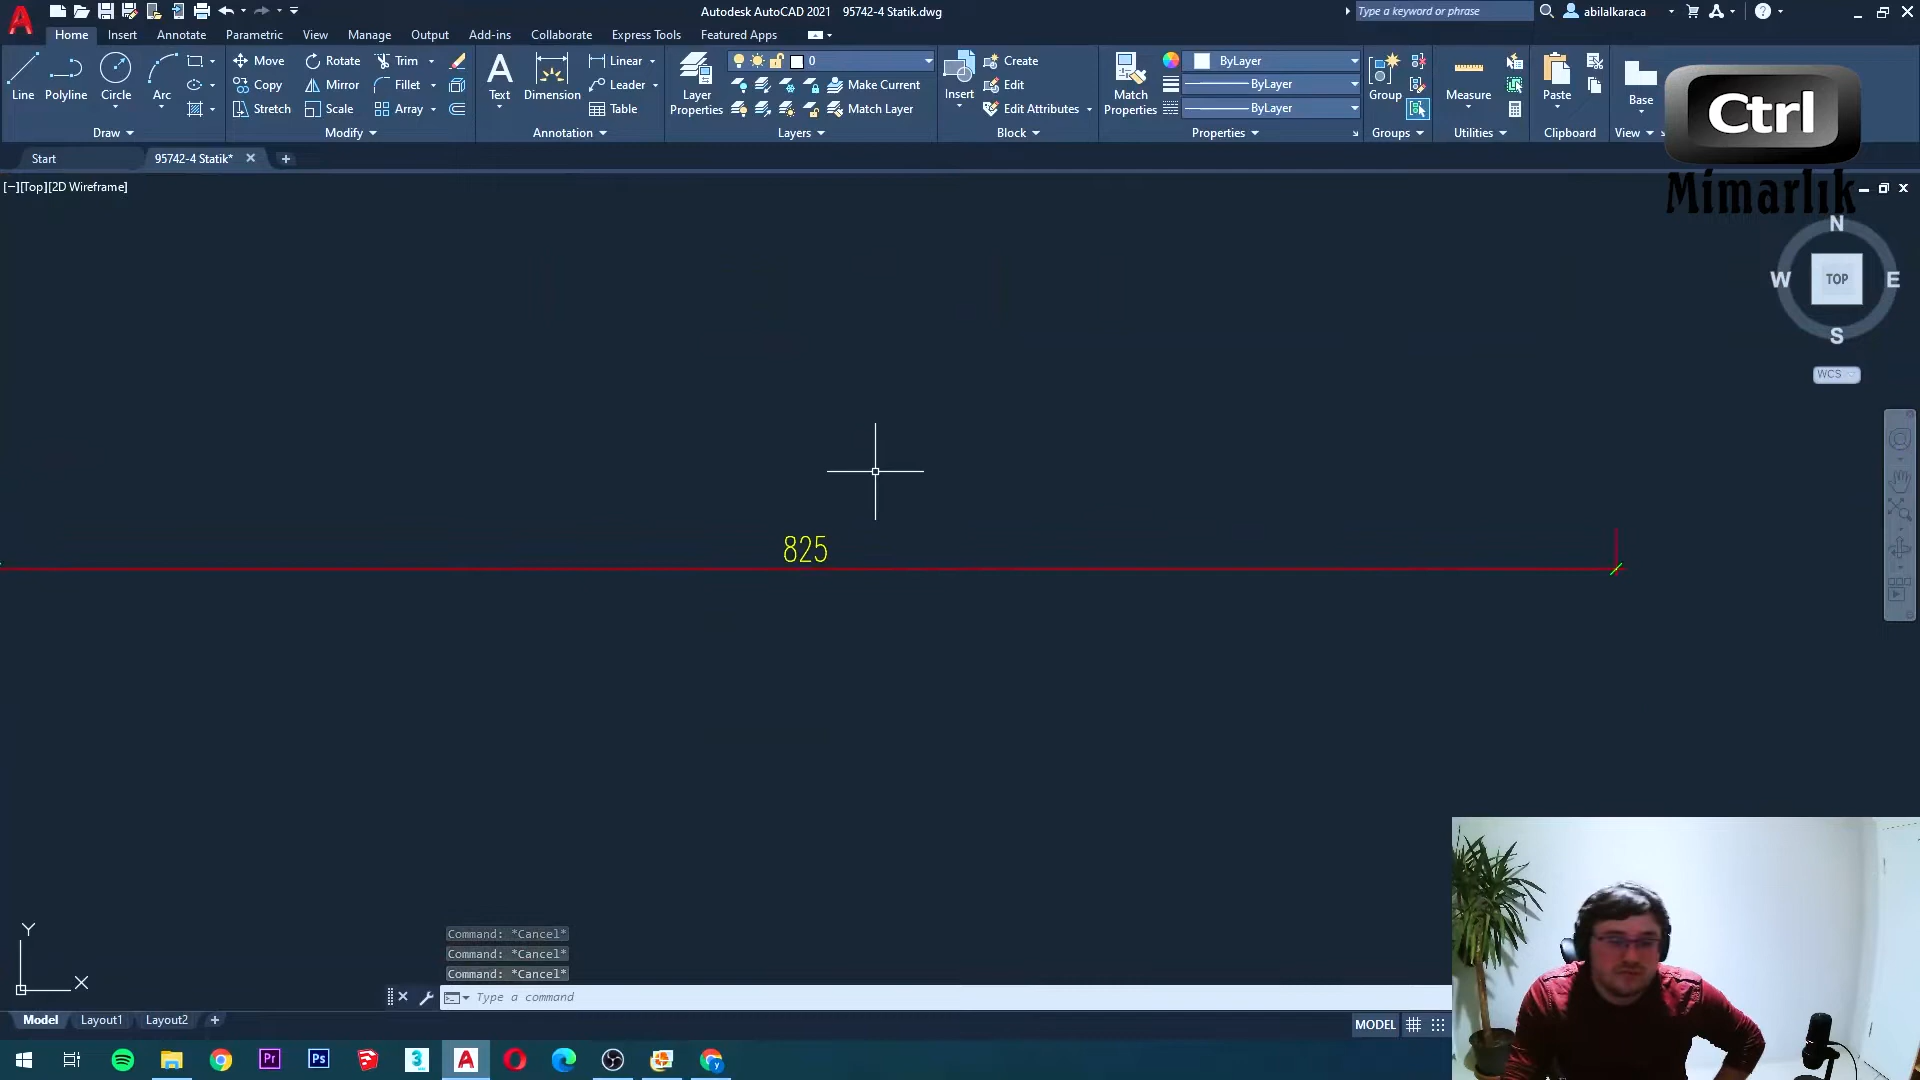 Autodesk AutoCAD 2021 95742-4 Statik.dwg
Type a keyword or phrase
abilalkaraca
Home Insert Annotate Parametric View Manage Output Add-ins Collaborate Express Tools Featured Apps
Line Polyline Circle Arc
Move Rotate Trim
Copy Mirror Fillet
Stretch Scale Array
Text Dimension
Linear
Leader
Table
Layer Properties
0
Make Current
Match Layer
Insert
Create
Edit
Edit Attributes
Match Properties
ByLayer
ByLayer
ByLayer
Group
Measure
Paste
Base
Draw Modify Annotation Layers Block Properties Groups Utilities Clipboard View
Ctrl
Mimarlık
Start 95742-4 Statik*
[−][Top][2D Wireframe]
N
W TOP E
S
WCS
825
Y
X
Command: *Cancel*
Command: *Cancel*
Command: *Cancel*
Type a command
Model Layout1 Layout2
MODEL
Pr Ps 3 A